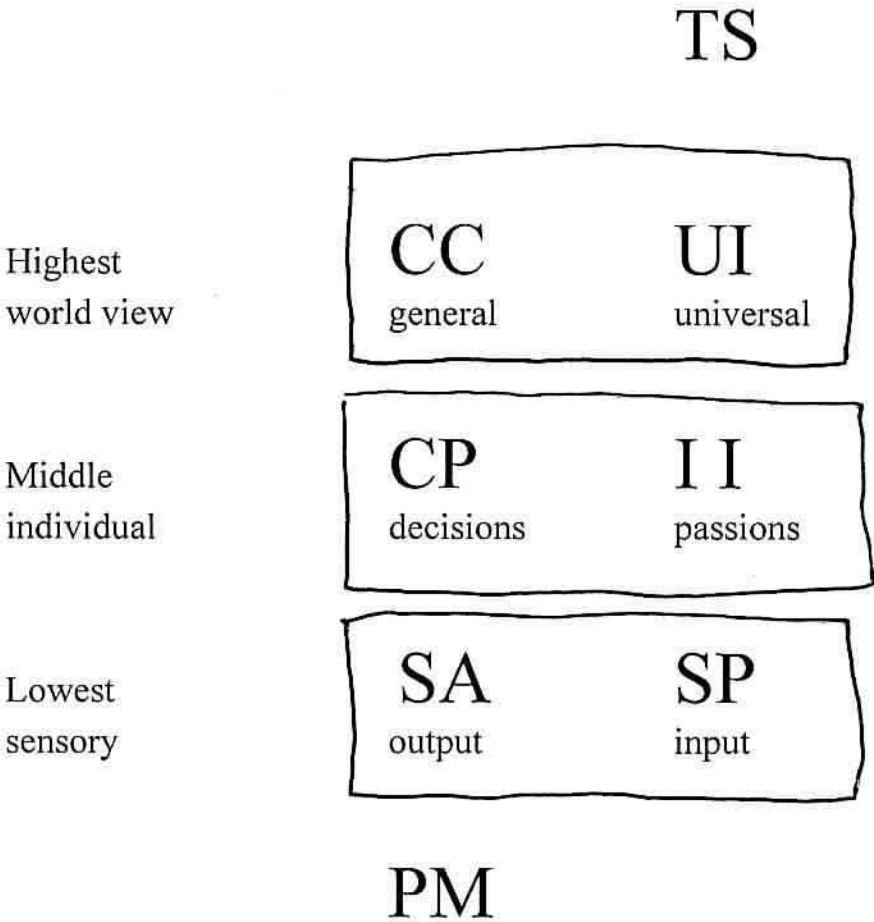 TS
Highest
world view
CC UI
general universal
Middle
individual
CP I I
decisions passions
Lowest
sensory
SA SP
output input
PM